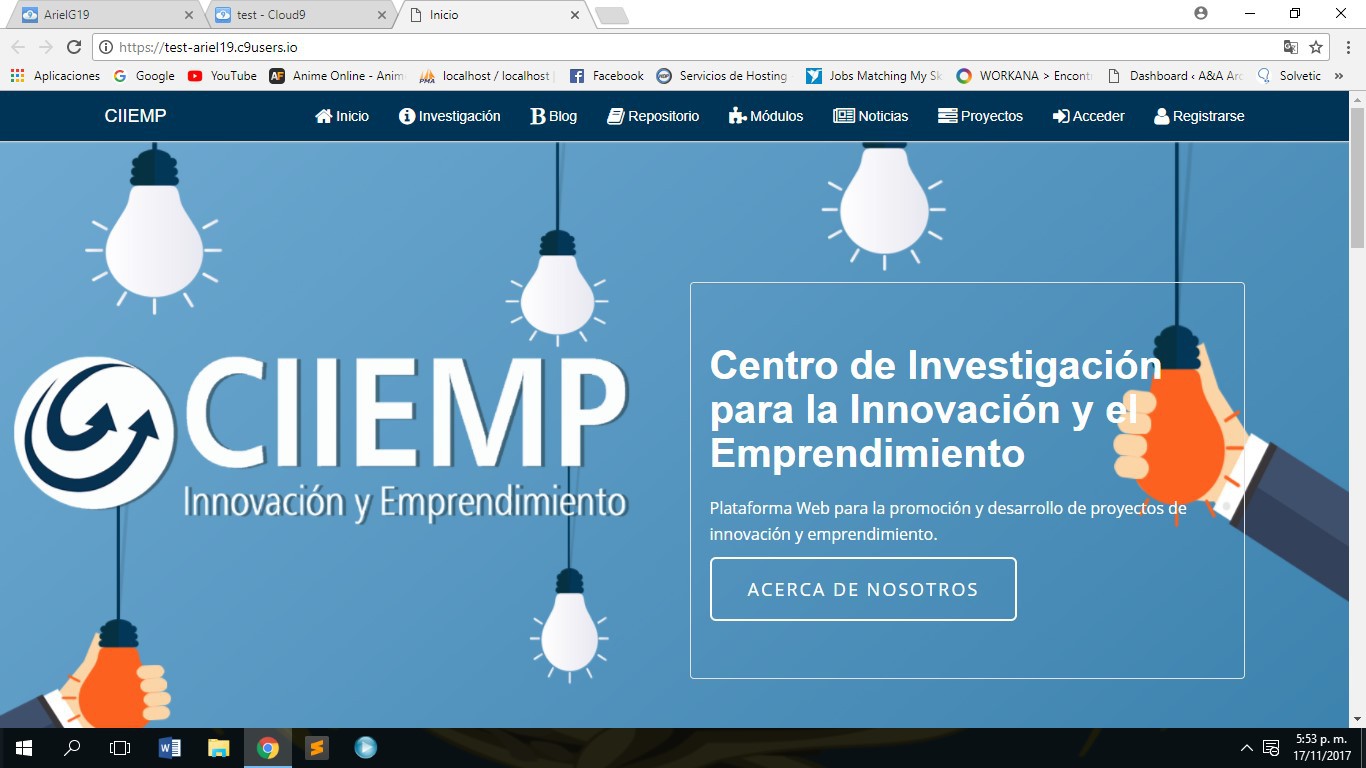 ArielG19
test - Cloud9
Inicio
https://test-ariel19.c9users.io
Aplicaciones Google YouTube Anime Online - Anim localhost / localhost Facebook Servicios de Hosting Jobs Matching My Sk WORKANA > Encont Dashboard ‹ A&A Arc Solvetic »
CIIEMP Inicio Investigación Blog Repositorio Módulos Noticias Proyectos Acceder Registrarse
CIIEMP
Innovación y Emprendimiento
Centro de Investigación
para la Innovación y el
Emprendimiento
Plataforma Web para la promoción y desarrollo de proyectos de
innovación y emprendimiento.
ACERCA DE NOSOTROS
5:53 p. m.
17/11/2017